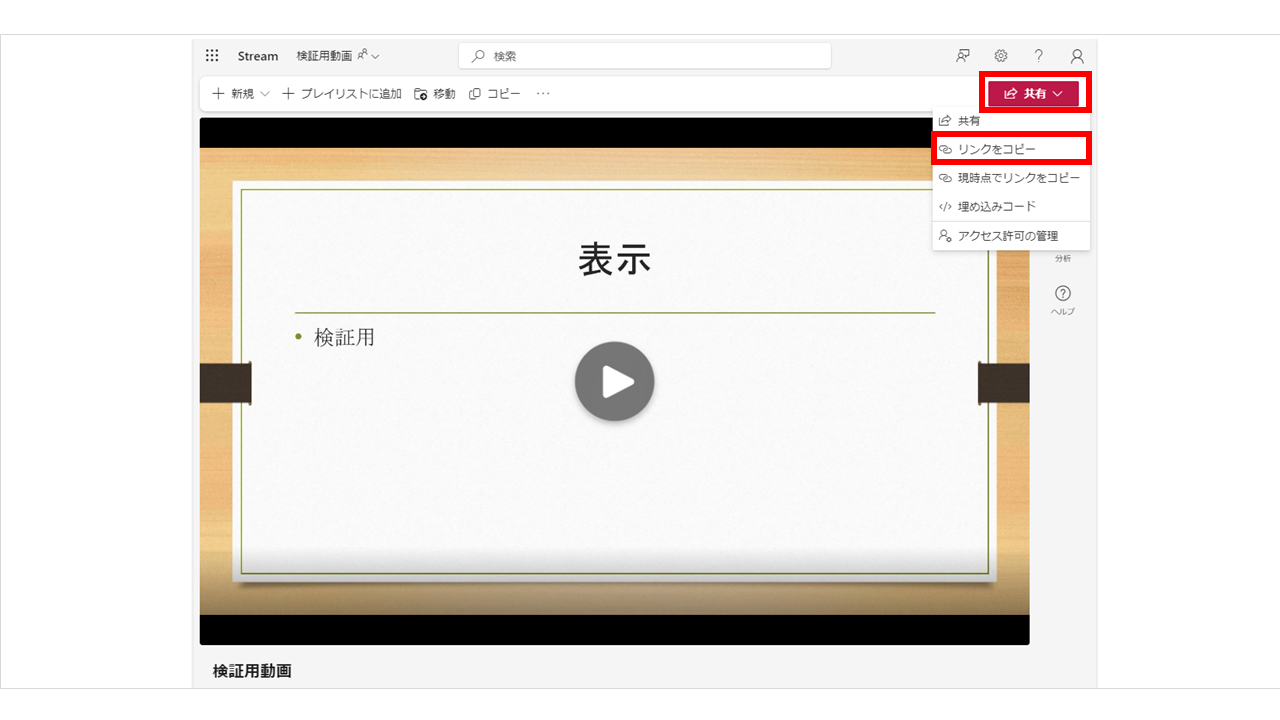 Stream 検証用動画 検索
新規 プレイリストに追加 移動 コピー ... 共有
共有
リンクをコピー
現時点でリンクをコピー
埋め込みコード
アクセス許可の管理
分析
ヘルプ
表示
• 検証用
検証用動画